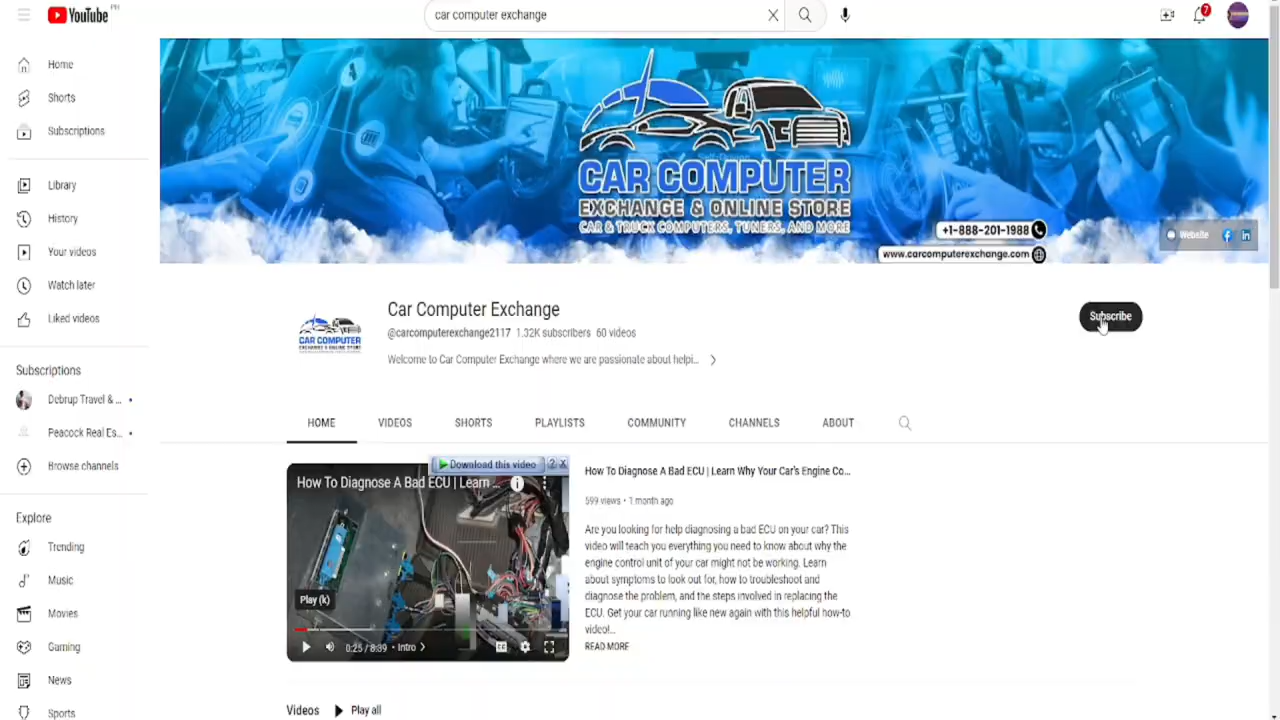 YouTube PR
car computer exchange
7
Home
Shorts
Subscriptions
Library
History
Your videos
Watch later
Liked videos
Subscriptions
Debrup Travel & ...
Peacock Real Es...
Browse channels
Explore
Trending
Music
Movies
Gaming
News
Sports
CAR COMPUTER
EXCHANGE & ONLINE STORE
CAR & TRUCK COMPUTERS, TUNERS, AND MORE
+1-888-201-1988
www.carcomputerexchange.com
Website
CAR COMPUTER
EXCHANGE & ONLINE STORE
Car Computer Exchange
@carcomputerexchange2117 1.32K subscribers 60 videos
Welcome to Car Computer Exchange where we are passionate about helpi...
Subscribe
HOME VIDEOS SHORTS PLAYLISTS COMMUNITY CHANNELS ABOUT
Download this video ? X
How To Diagnose A Bad ECU | Learn ...
Play (k)
0:25 / 8:39 • Intro
How To Diagnose A Bad ECU | Learn Why Your Car's Engine Co...
599 views • 1 month ago
Are you looking for help diagnosing a bad ECU on your car? This
video will teach you everything you need to know about why the
engine control unit of your car might not be working. Learn
about symptoms to look out for, how to troubleshoot and
diagnose the problem, and the steps involved in replacing the
ECU. Get your car running like new again with this helpful how-to
video!...
READ MORE
Videos Play all